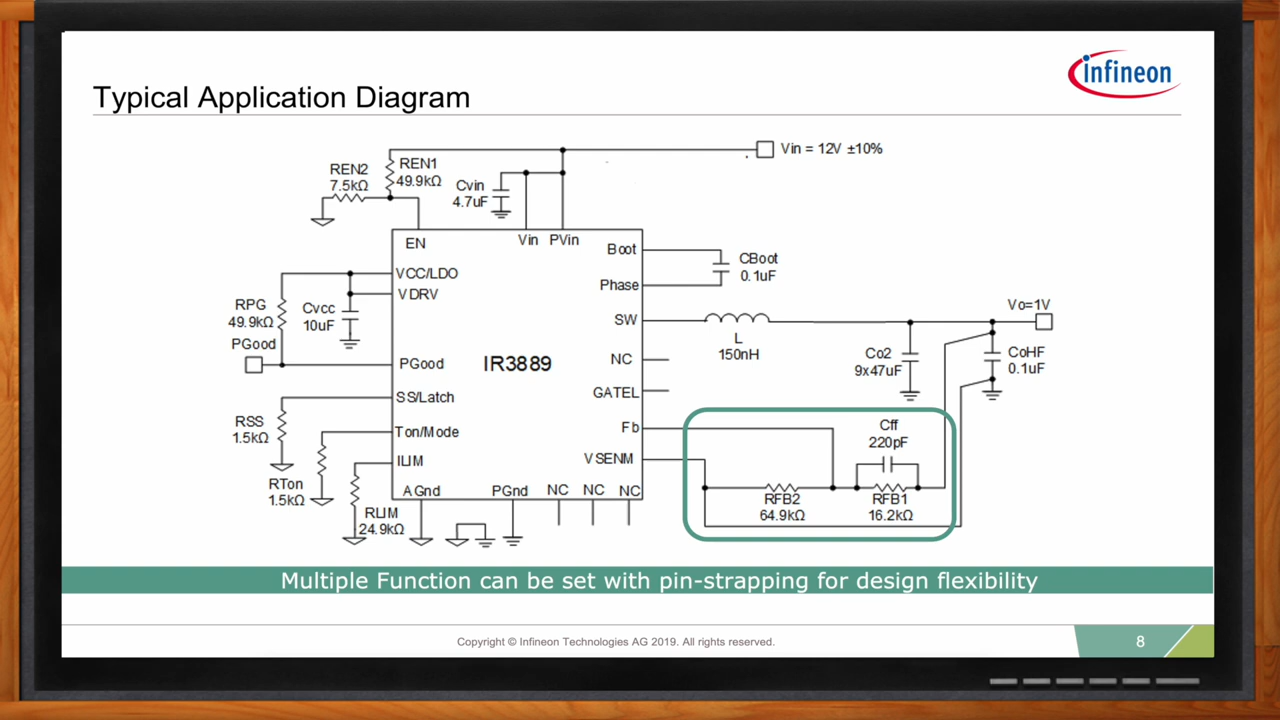 Typical Application Diagram
infineon
Vin = 12V ±10%
REN2
7.5kΩ
REN1
49.9kΩ
Cvin
4.7uF
EN
Vin
PVin
Boot
CBoot
0.1uF
VCC/LDO
Phase
VDRV
RPG
49.9kΩ
Cvcc
10uF
Vo=1V
SW
L
150nH
PGood
PGood
IR3889
NC
Co2
9x47uF
CoHF
0.1uF
SS/Latch
GATEL
RSS
1.5kΩ
Ton/Mode
Fb
Cff
220pF
ILIM
VSENM
RTon
1.5kΩ
AGnd
PGnd
NC
NC
NC
RFB2
64.9kΩ
RFB1
16.2kΩ
RLIM
24.9kΩ
Multiple Function can be set with pin-strapping for design flexibility
Copyright © Infineon Technologies AG 2019. All rights reserved.
8